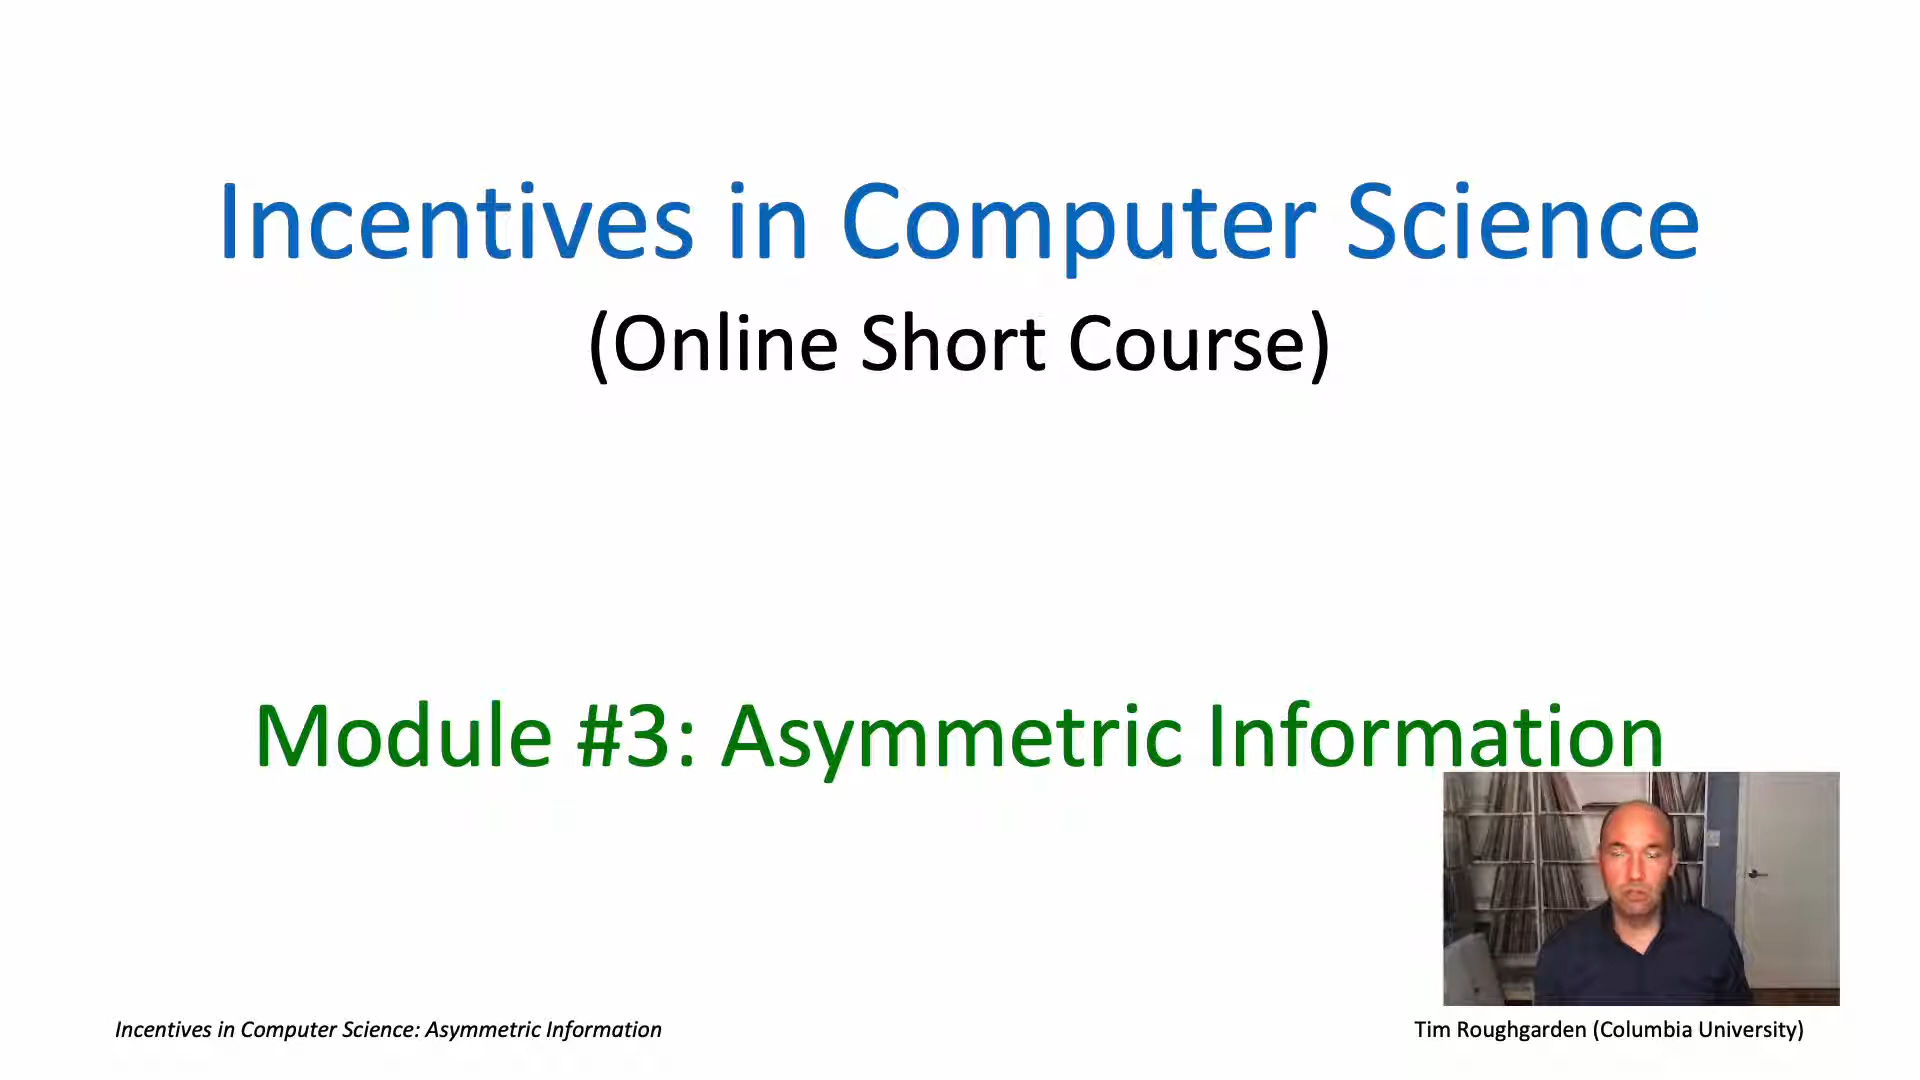 Incentives in Computer Science
(Online Short Course)
Module #3: Asymmetric Information
Incentives in Computer Science: Asymmetric Information
Tim Roughgarden (Columbia University)